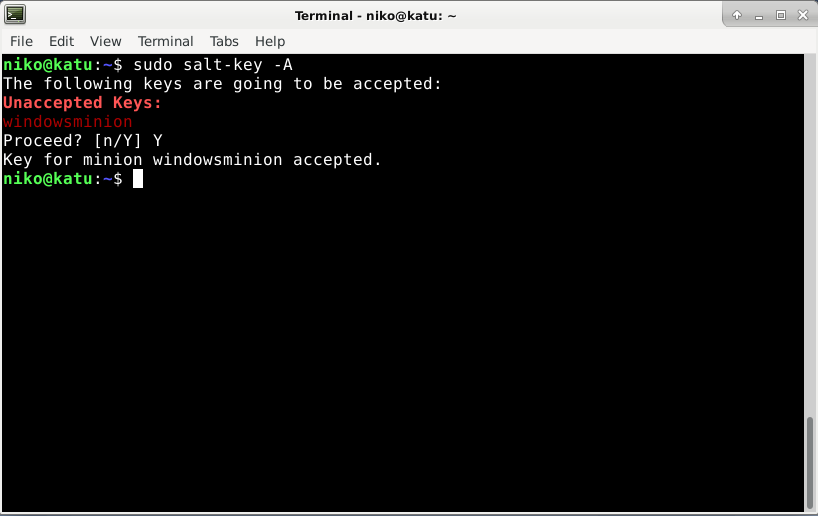 Terminal - niko@katu: ~
File Edit View Terminal Tabs Help
niko@katu:~$ sudo salt-key -A
The following keys are going to be accepted:
Unaccepted Keys:
windowsminion
Proceed? [n/Y] Y
Key for minion windowsminion accepted.
niko@katu:~$